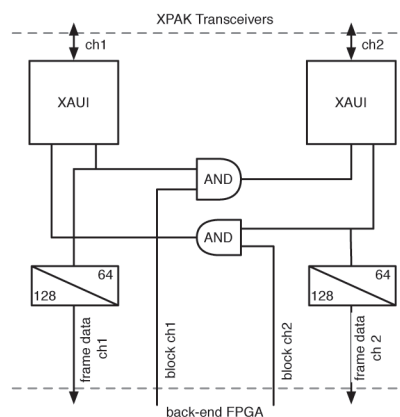 XPAK Transceivers
ch1
ch2
XAUI
XAUI
AND
AND
64
128
64
128
frame data
ch1
block ch1
block ch2
frame data
ch 2
back-end FPGA